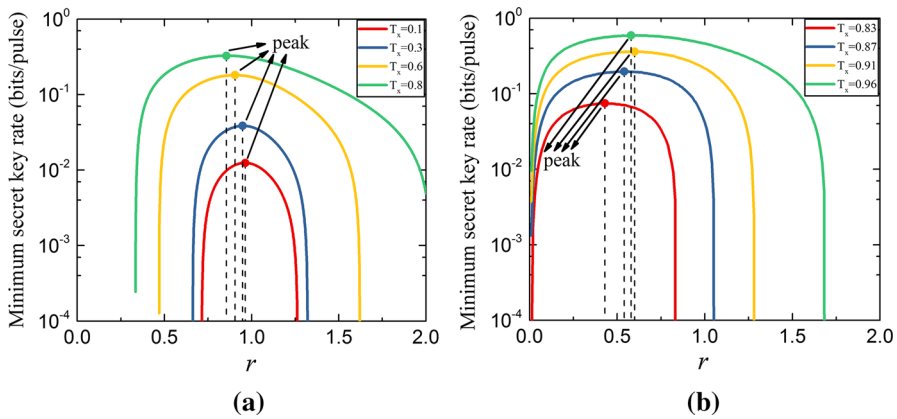 Minimum secret key rate (bits/pulse)
10^0
10^-1
10^-2
10^-3
10^-4
0.0
0.5
1.0
1.5
2.0
r
peak
T_x=0.1
T_x=0.3
T_x=0.6
T_x=0.8
(a)
Minimum secret key rate (bits/pulse)
10^0
10^-1
10^-2
10^-3
10^-4
0.0
0.5
1.0
1.5
2.0
r
peak
T_x=0.83
T_x=0.87
T_x=0.91
T_x=0.96
(b)